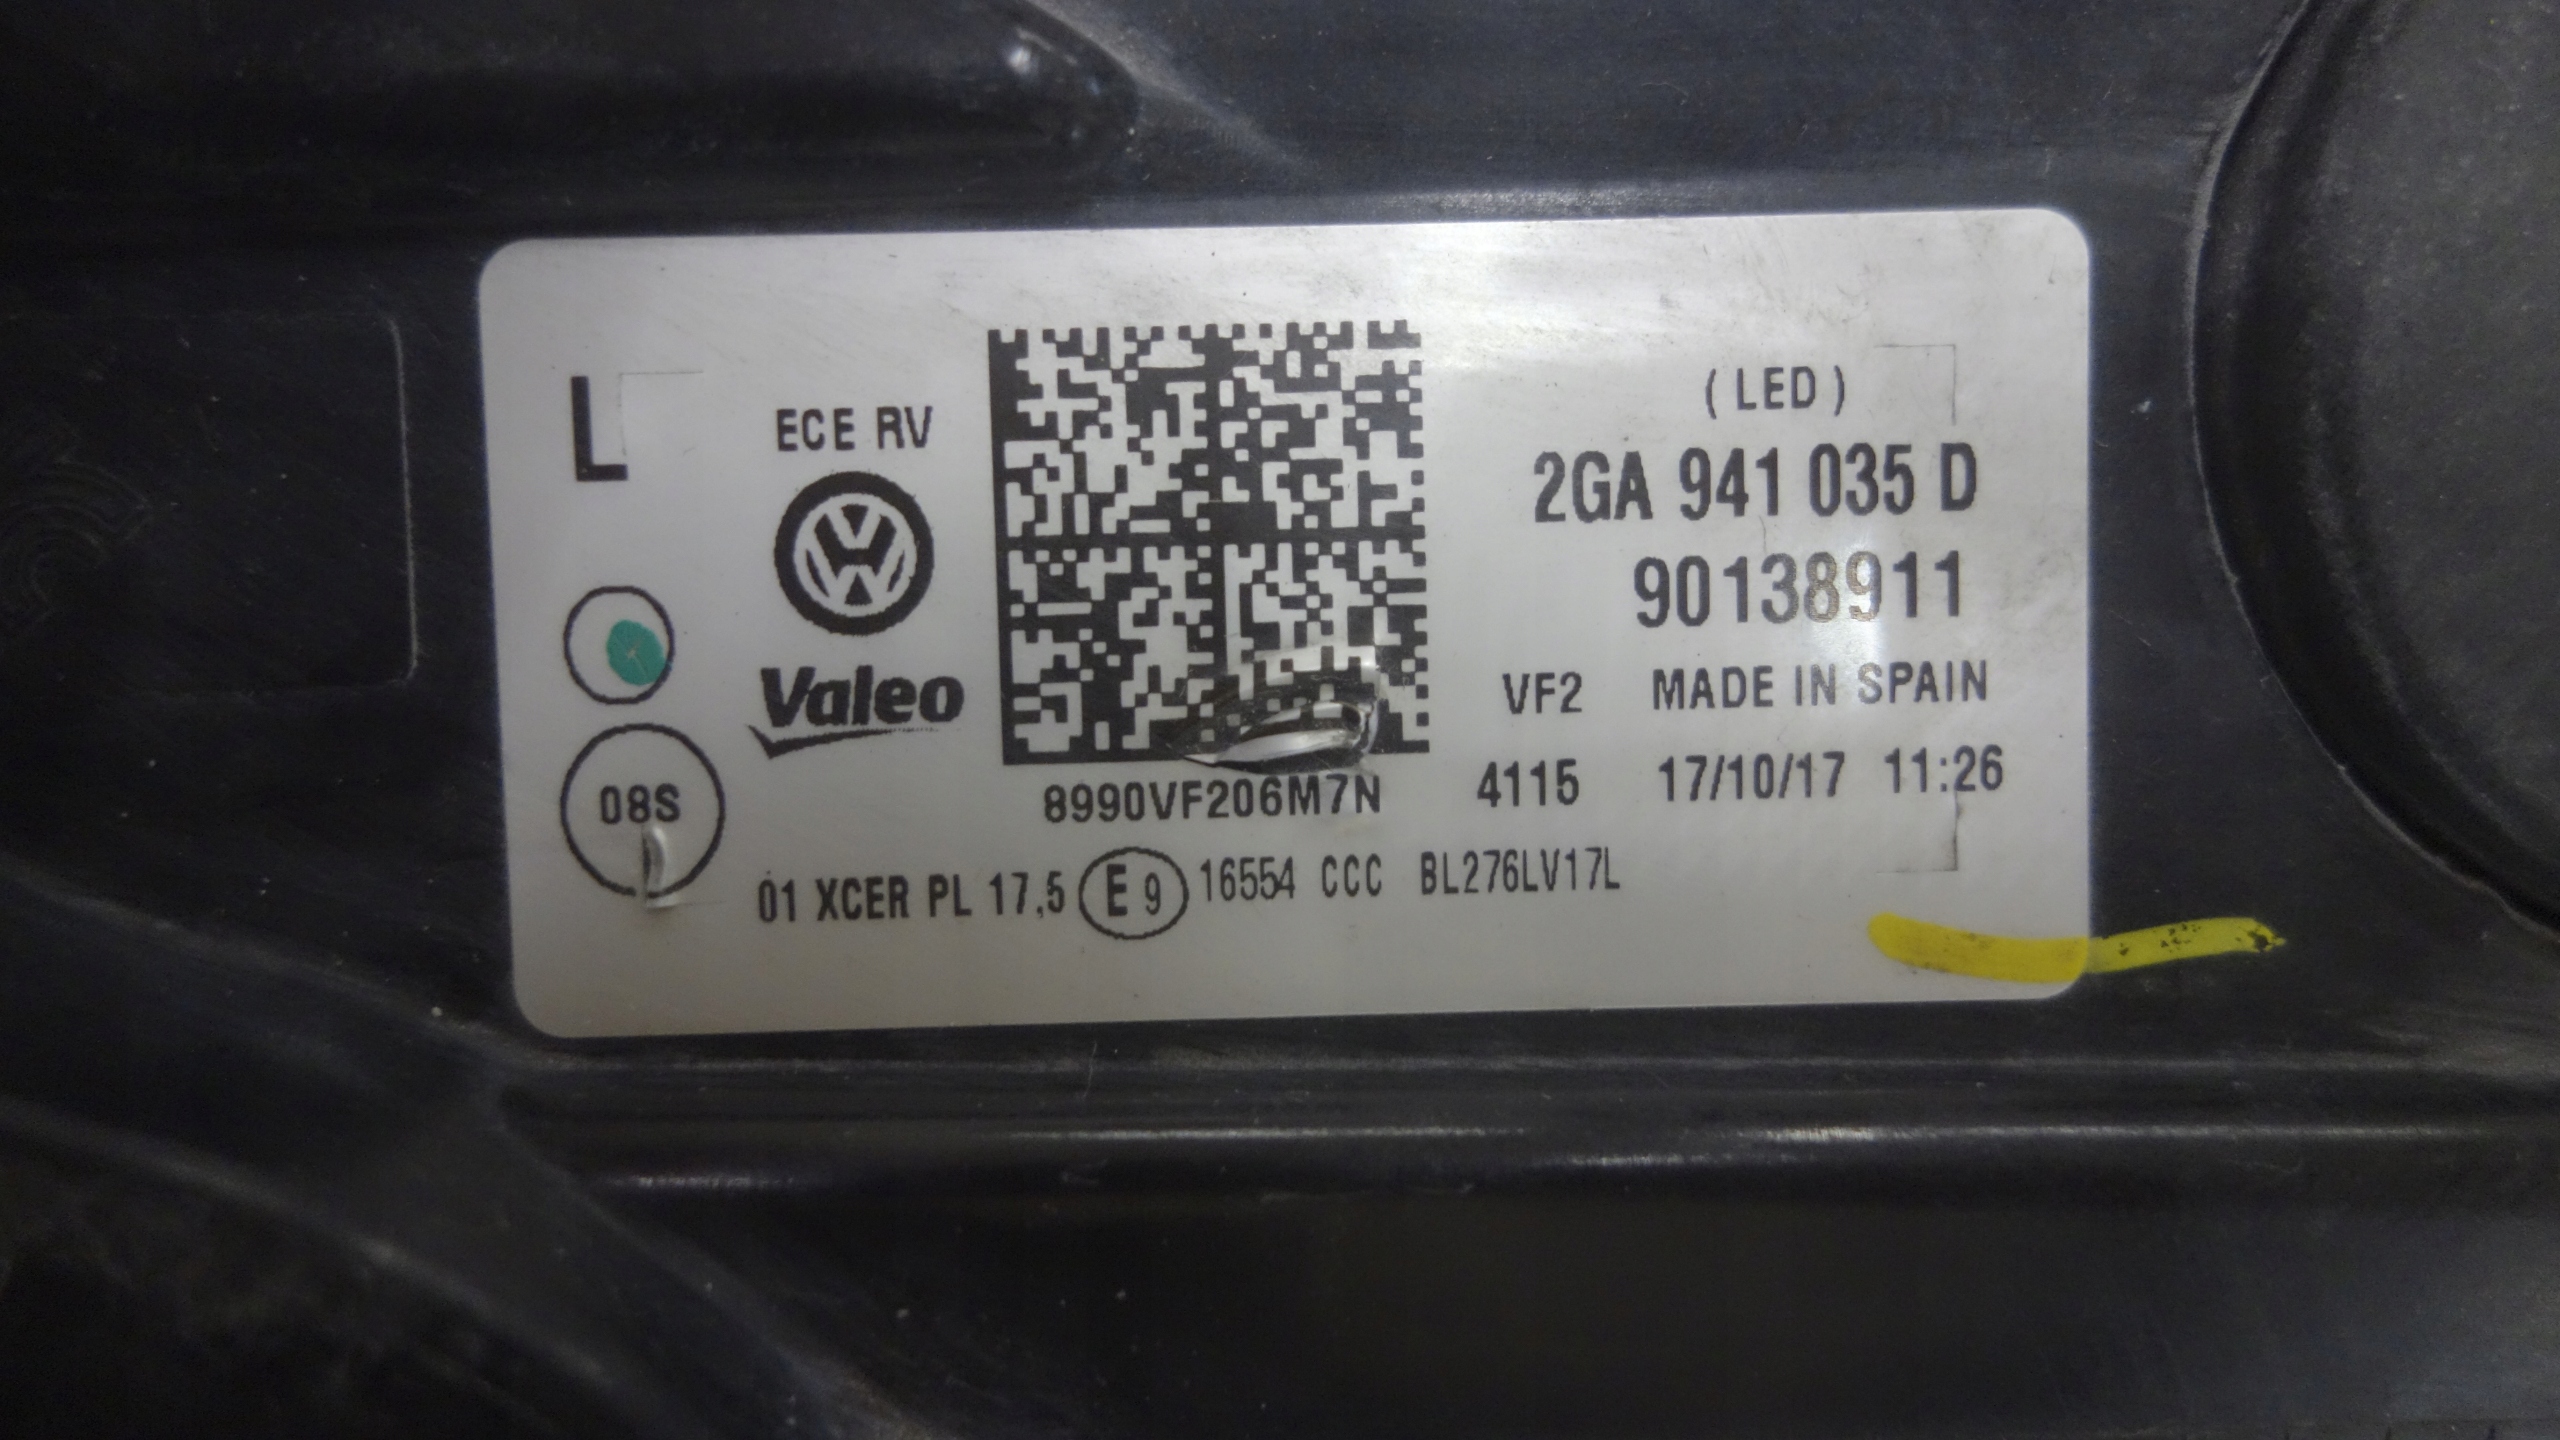 L
ECE RV
Valeo
08S
8990VF206M7N
( LED )
2GA 941 035 D
90138911
VF2 MADE IN SPAIN
4115 17/10/17 11:26
01 XCER PL 17,5 E 9 16554 CCC BL276LV17L